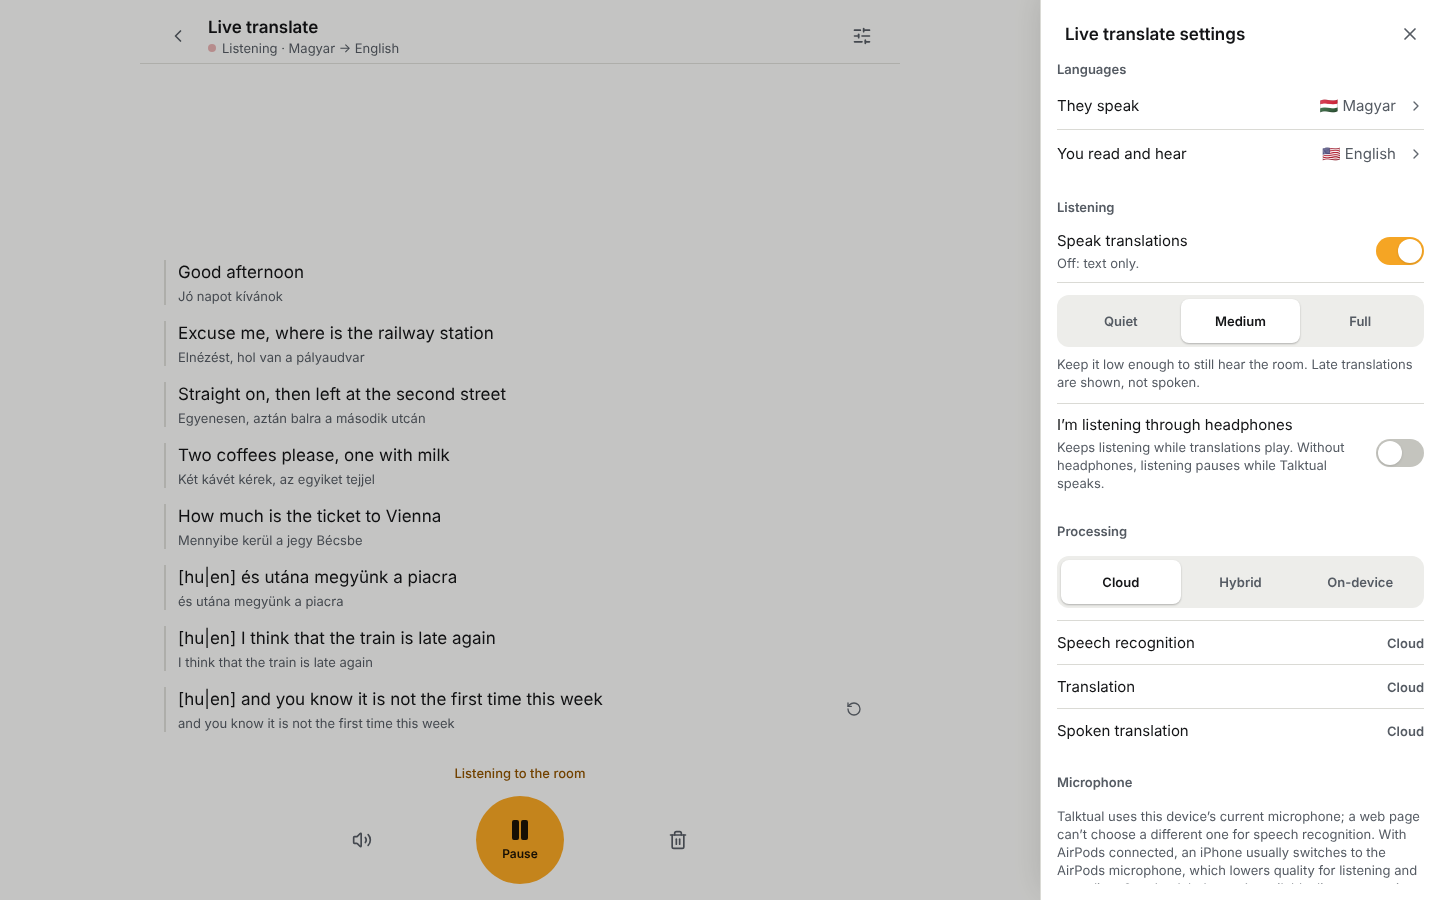 Live translate
Listening · Magyar → English
Good afternoon
Jó napot kívánok
Excuse me, where is the railway station
Elnézést, hol van a pályaudvar
Straight on, then left at the second street
Egyenesen, aztán balra a második utcán
Two coffees please, one with milk
Két kávét kérek, az egyiket tejjel
How much is the ticket to Vienna
Mennyibe kerül a jegy Bécsbe
[hu|en] és utána megyünk a piacra
és utána megyünk a piacra
[hu|en] I think that the train is late again
I think that the train is late again
[hu|en] and you know it is not the first time this week
and you know it is not the first time this week
Listening to the room
Pause
Live translate settings
Languages
They speak 🇭🇺 Magyar
You read and hear 🇺🇸 English
Listening
Speak translations
Off: text only.
Quiet Medium Full
Keep it low enough to still hear the room. Late translations
are shown, not spoken.
I’m listening through headphones
Keeps listening while translations play. Without
headphones, listening pauses while Talktual
speaks.
Processing
Cloud Hybrid On-device
Speech recognition Cloud
Translation Cloud
Spoken translation Cloud
Microphone
Talktual uses this device’s current microphone; a web page
can’t choose a different one for speech recognition. With
AirPods connected, an iPhone usually switches to the
AirPods microphone, which lowers quality for listening and